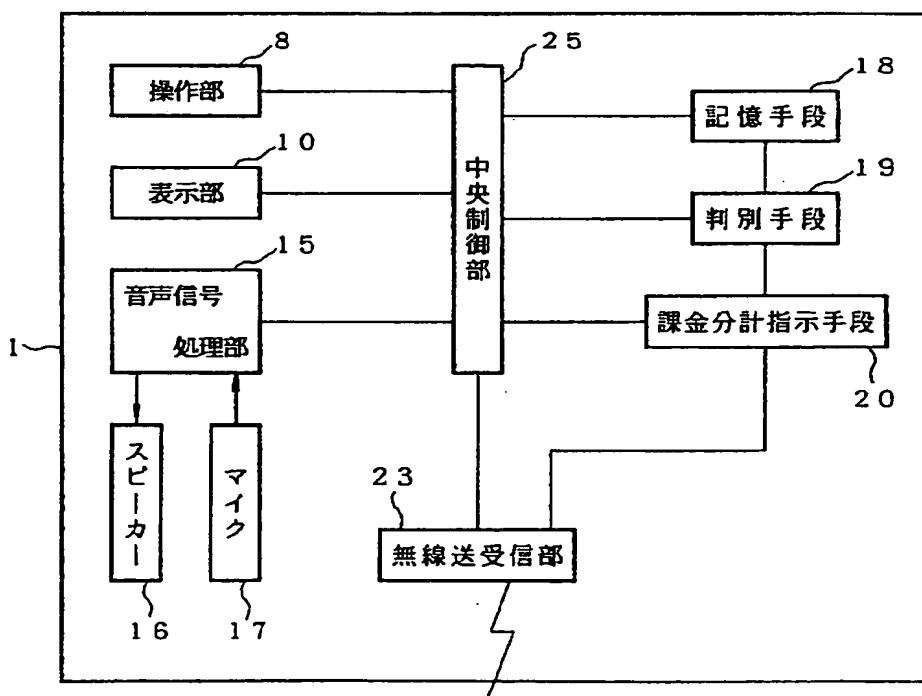 8
操作部
10
表示部
15
音声信号
処理部
スピーカー
16
マイク
17
1
25
中央制御部
18
記憶手段
19
判別手段
課金分計指示手段
20
23
無線送受信部